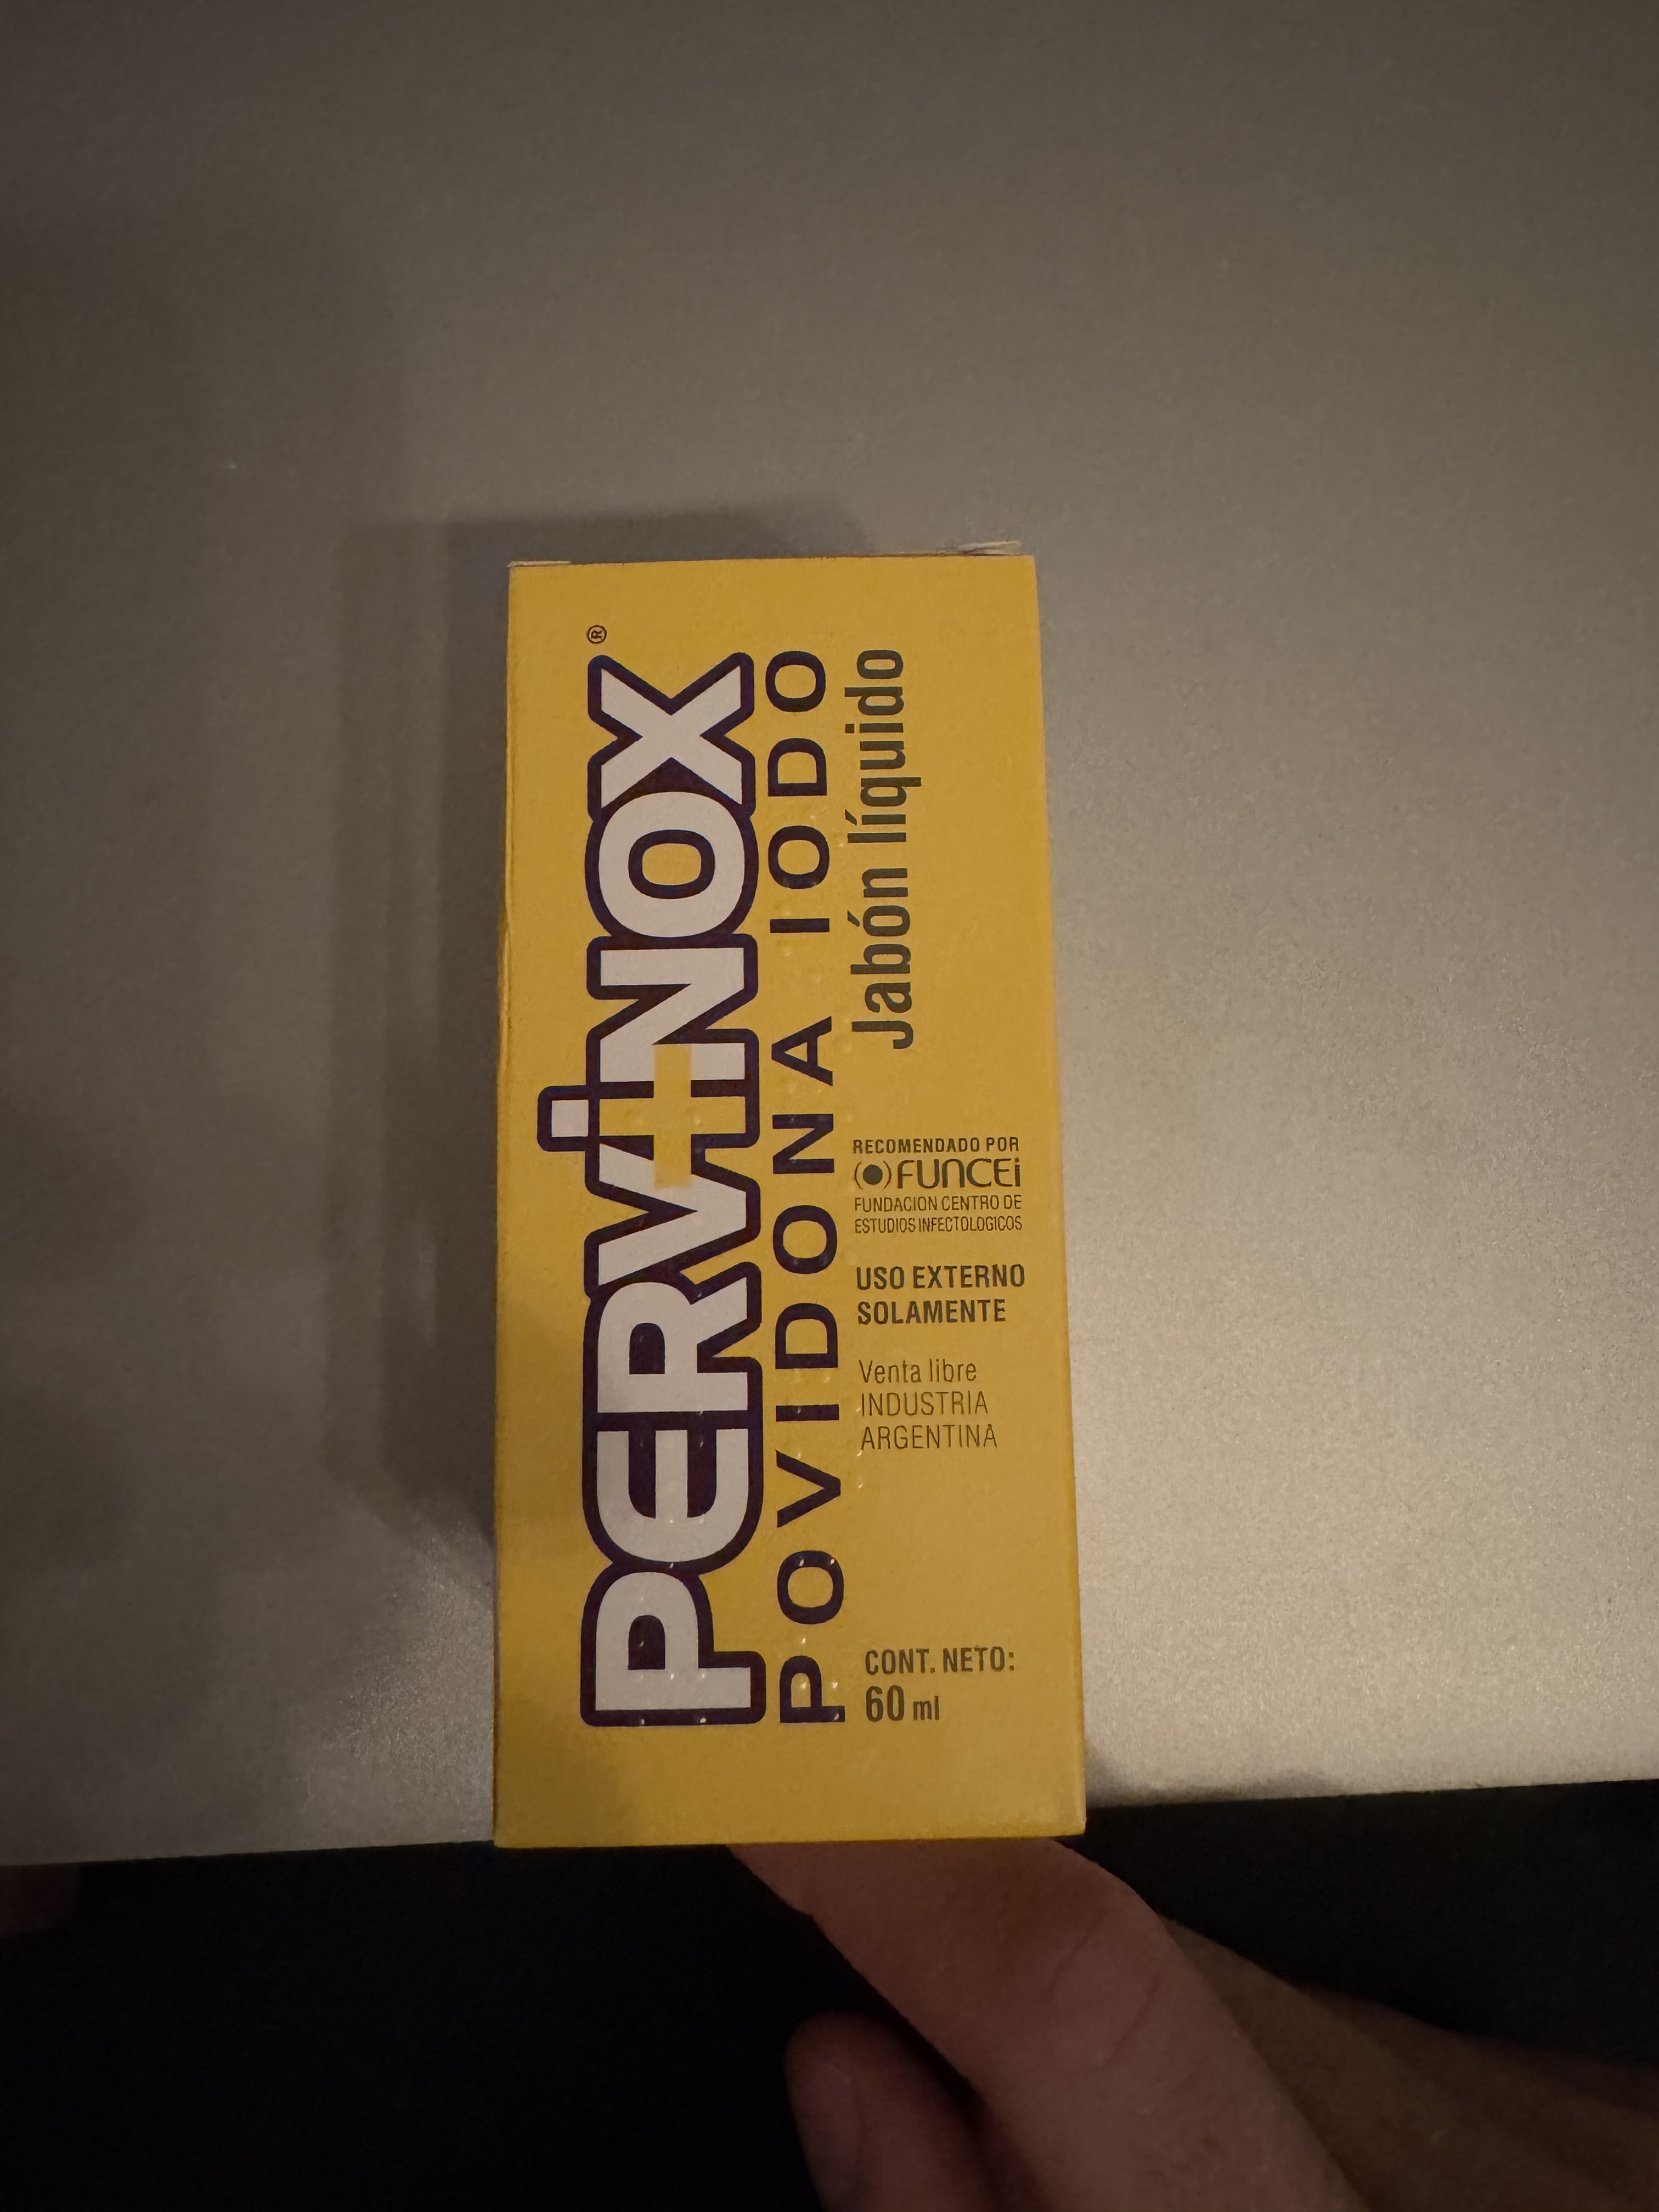 PERViNOX®
POVIDONA IODO
Jabón líquido
RECOMENDADO POR
FUNCEi
FUNDACION CENTRO DE
ESTUDIOS INFECTOLOGICOS
USO EXTERNO
SOLAMENTE
Venta libre
INDUSTRIA
ARGENTINA
CONT. NETO:
60 ml